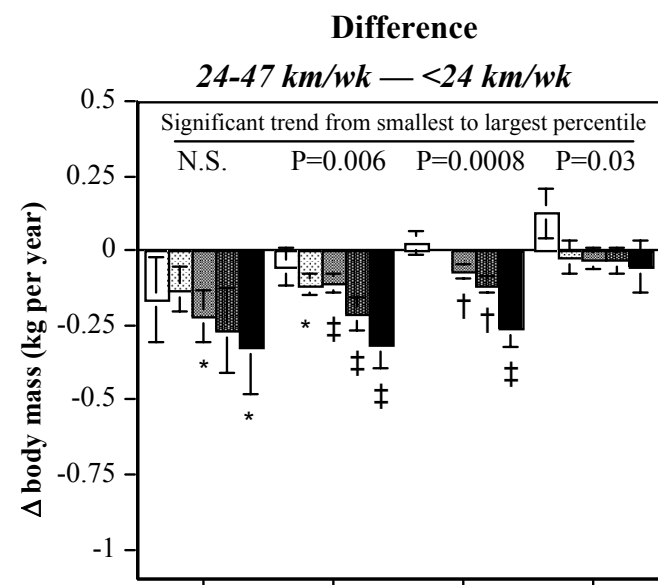 Difference
24-47 km/wk — <24 km/wk
Significant trend from smallest to largest percentile
N.S. P=0.006 P=0.0008 P=0.03
0.5
0.25
0
-0.25
-0.5
-0.75
-1
Δ body mass (kg per year)
* * * ‡ ‡ ‡ † † ‡